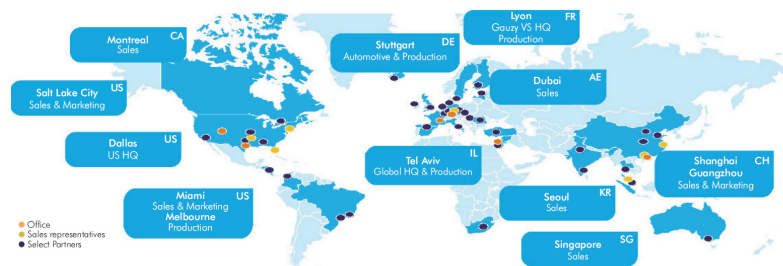 Montreal
CA
Sales
Stuttgart
DE
Automotive & Production
Lyon
FR
Gauzy VS HQ
Production
Salt Lake City
US
Sales & Marketing
Dubai
AE
Sales
Dallas
US
US HQ
Tel Aviv
IL
Global HQ & Production
Shanghai
CH
Guangzhou
Sales & Marketing
Miami
US
Sales & Marketing
Melbourne
Production
Seoul
KR
Sales
Singapore
SG
Sales
Office
Sales representatives
Select Partners